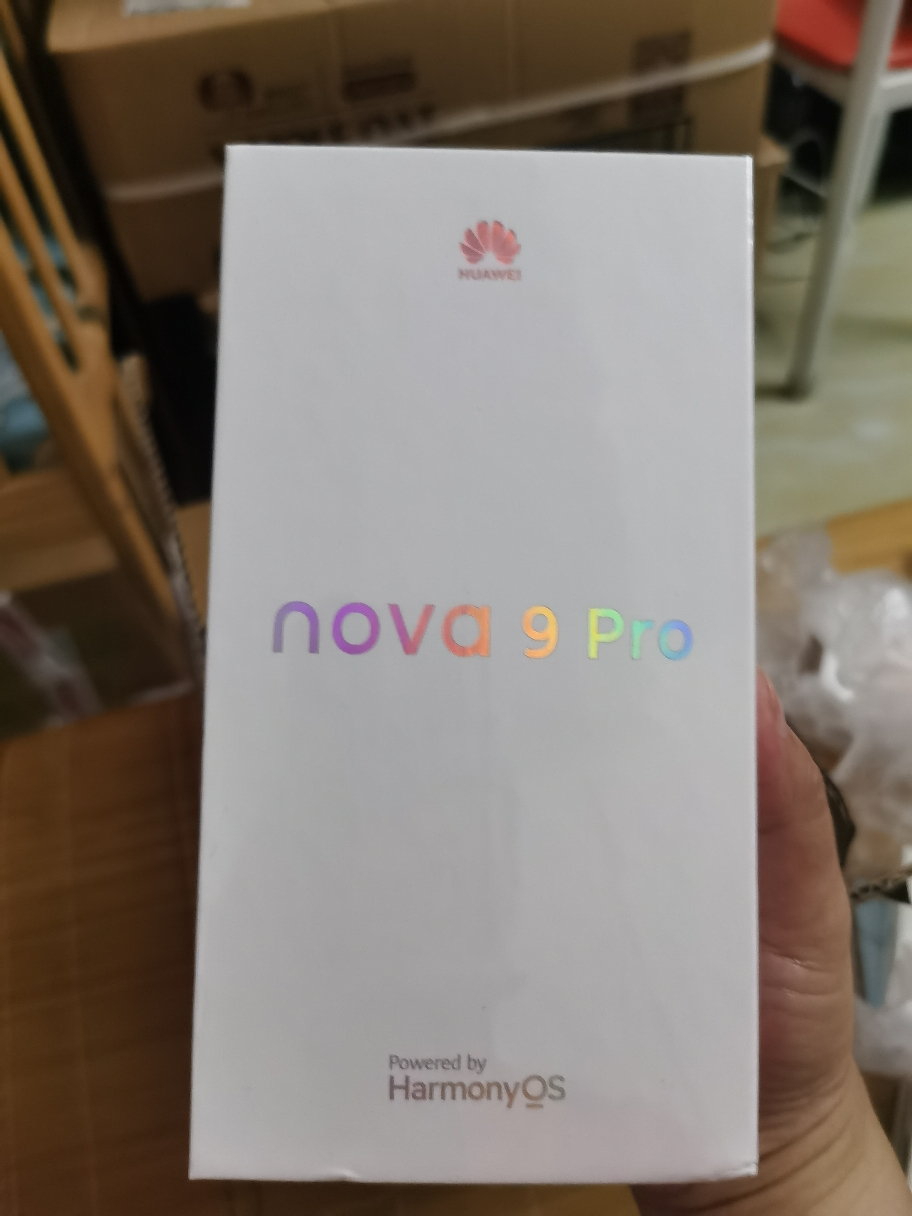 HUAWEI
nova 9 Pro
Powered by
HarmonyOS